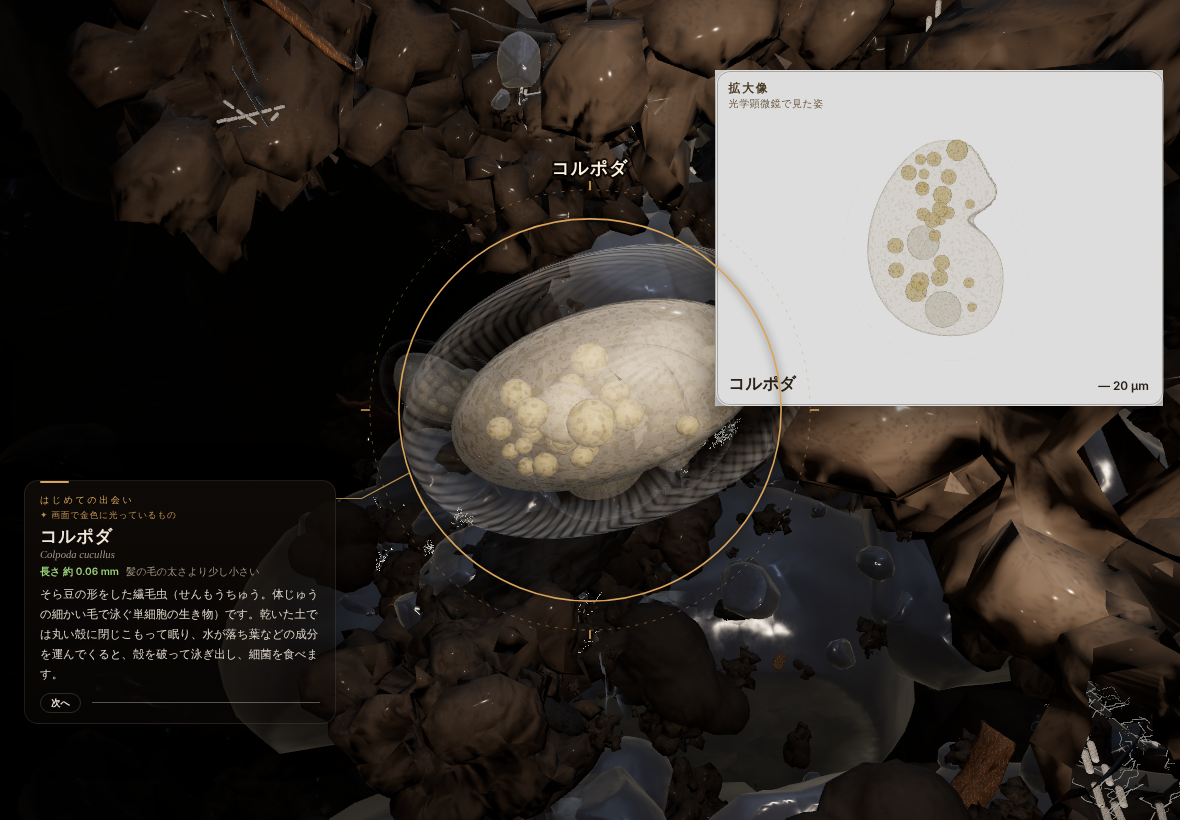 拡大像
光学顕微鏡で見た姿
コルポダ
コルポダ
20 µm
はじめての出会い
✦ 画面で金色に光っているもの
コルポダ
Colpoda cucullus
長さ 約 0.06 mm 髪の毛の太さより少し小さい
そら豆の形をした繊毛虫（せんもうちゅう。体じゅう
の細かい毛で泳ぐ単細胞の生き物）です。乾いた土で
は丸い殻に閉じこもって眠り、水が落ち葉などの成分
を運んでくると、殻を破って泳ぎ出し、細菌を食べま
す。
次へ